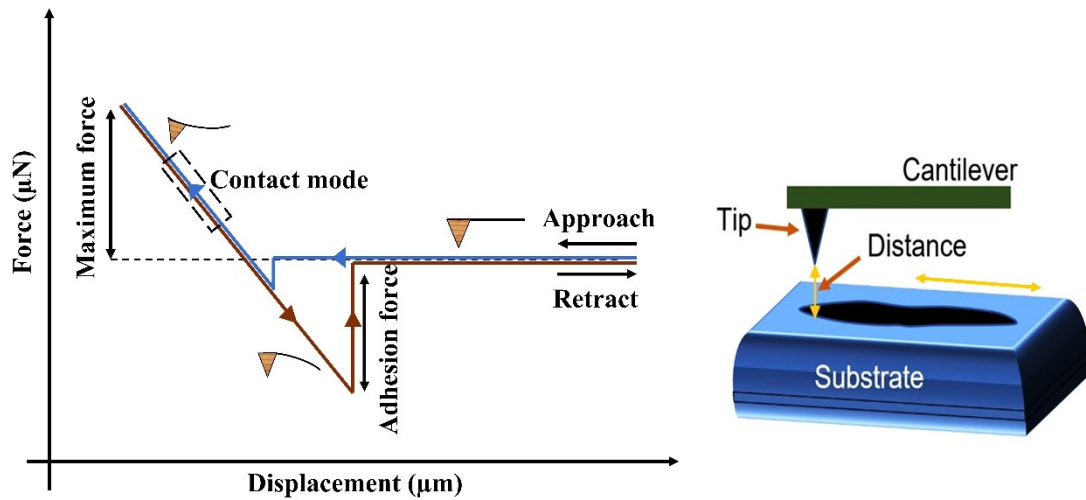 Force (μN)
Maximum force
Contact mode
Approach
Retract
Adhesion force
Displacement (μm)
Cantilever
Tip
Distance
Substrate